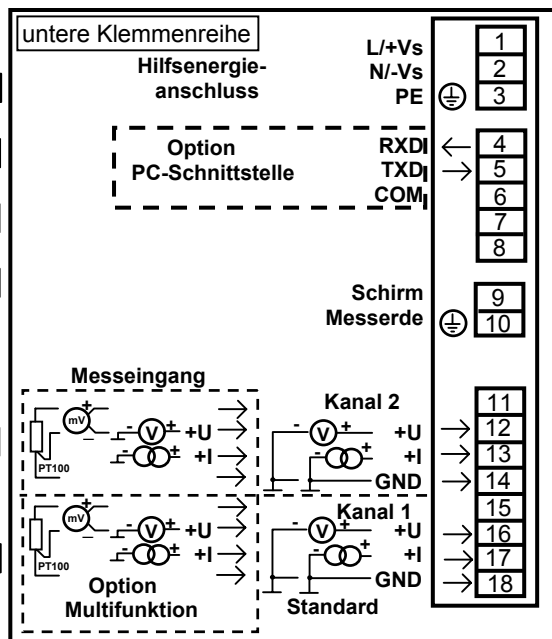 untere Klemmenreihe
Hilfsenergie-
anschluss
L/+Vs 1
N/-Vs 2
PE 3
Option
PC-Schnittstelle
RXD 4
TXD 5
COM 6
7
8
Schirm 9
Messerde 10
Messeingang
11
Kanal 2
+ mV - PT100
- V + +U
+I
- V + +U 12
+ +I 13
GND 14
15
Kanal 1
+ mV - PT100
- V + +U
+I
- V + +U 16
+ +I 17
GND 18
Option
Multifunktion
Standard